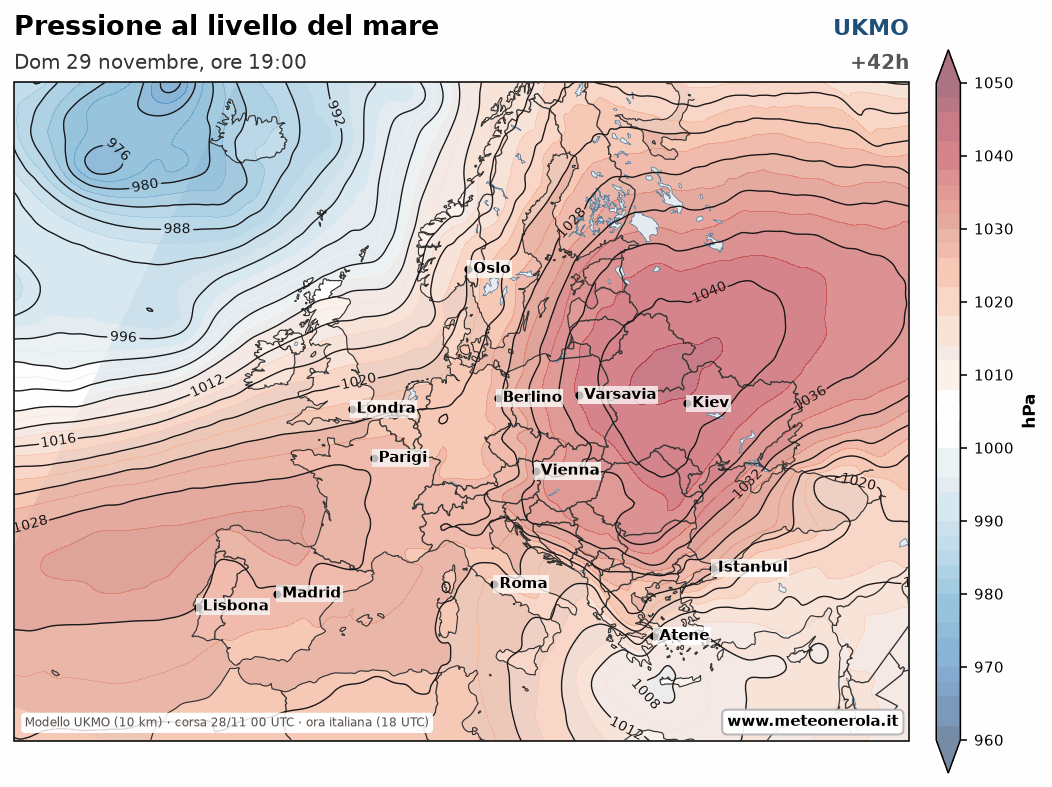 Pressione al livello del mare
UKMO
Dom 29 novembre, ore 19:00
+42h
992
976
980
988
1028
Oslo
1040
996
1012
1020
Berlino
Varsavia
Kiev
1036
Londra
1016
Parigi
Vienna
1032
1020
1028
Istanbul
Roma
Madrid
Lisbona
Atene
1008
1012
Modello UKMO (10 km) · corsa 28/11 00 UTC · ora italiana (18 UTC)
www.meteonerola.it
1050
1040
1030
1020
1010
1000
990
980
970
960
hPa